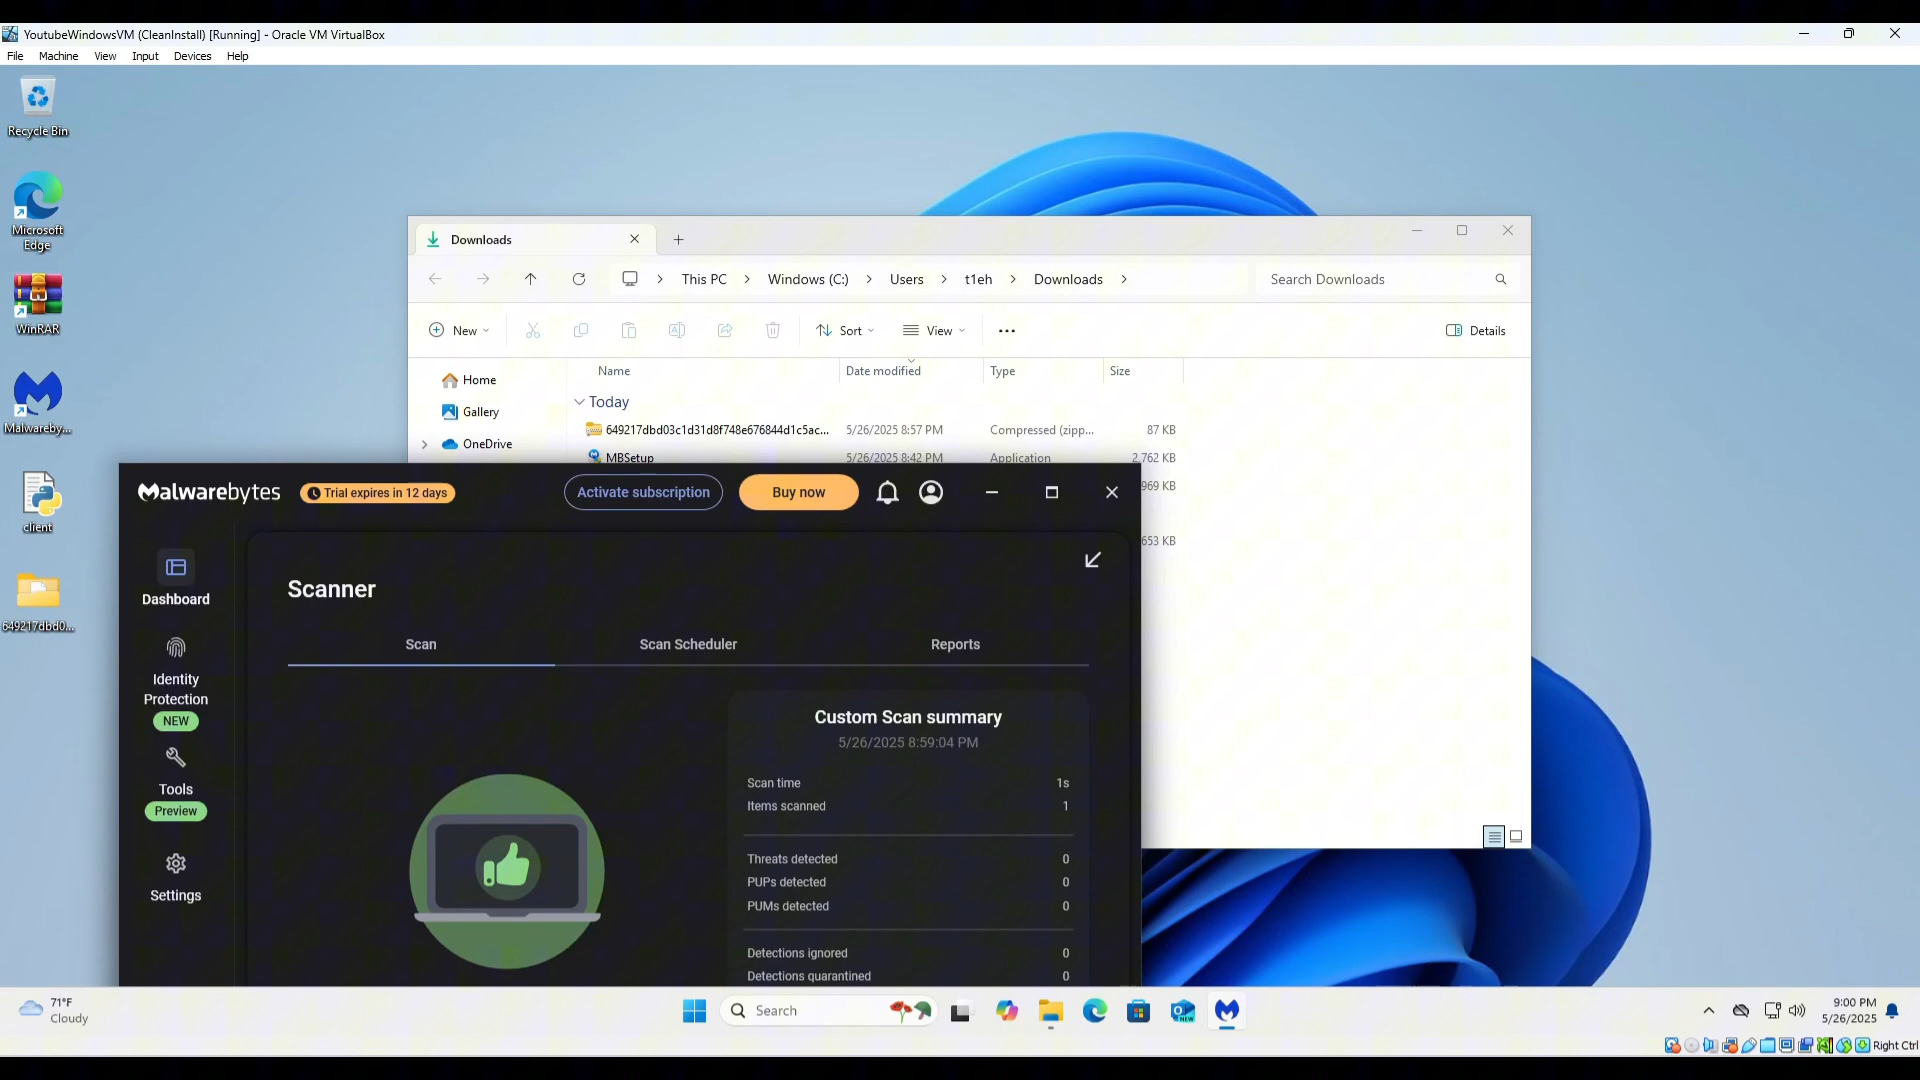 YoutubeWindowsVM (CleanInstall) [Running] - Oracle VM VirtualBox
File Machine View Input Devices Help
Recycle Bin
Microsoft
Edge
WinRAR
Malwareby...
client
649217dbd0...
Downloads
This PC > Windows (C:) > Users > t1eh > Downloads >
Search Downloads
New
Sort
View
Details
Name
Date modified
Type
Size
Home
Gallery
OneDrive
Today
649217dbd03c1d31d8f748e676844d1c5ac... 5/26/2025 8:57 PM Compressed (zipp... 87 KB
MBSetup 5/26/2025 8:42 PM Application 2,762 KB
969 KB
653 KB
Malwarebytes
Trial expires in 12 days
Activate subscription
Buy now
Dashboard
Identity
Protection
NEW
Tools
Preview
Settings
Scanner
Scan
Scan Scheduler
Reports
Custom Scan summary
5/26/2025 8:59:04 PM
Scan time 1s
Items scanned 1
Threats detected 0
PUPs detected 0
PUMs detected 0
Detections ignored 0
Detections quarantined 0
71°F
Cloudy
Search
NEW
9:00 PM
5/26/2025
Right Ctrl